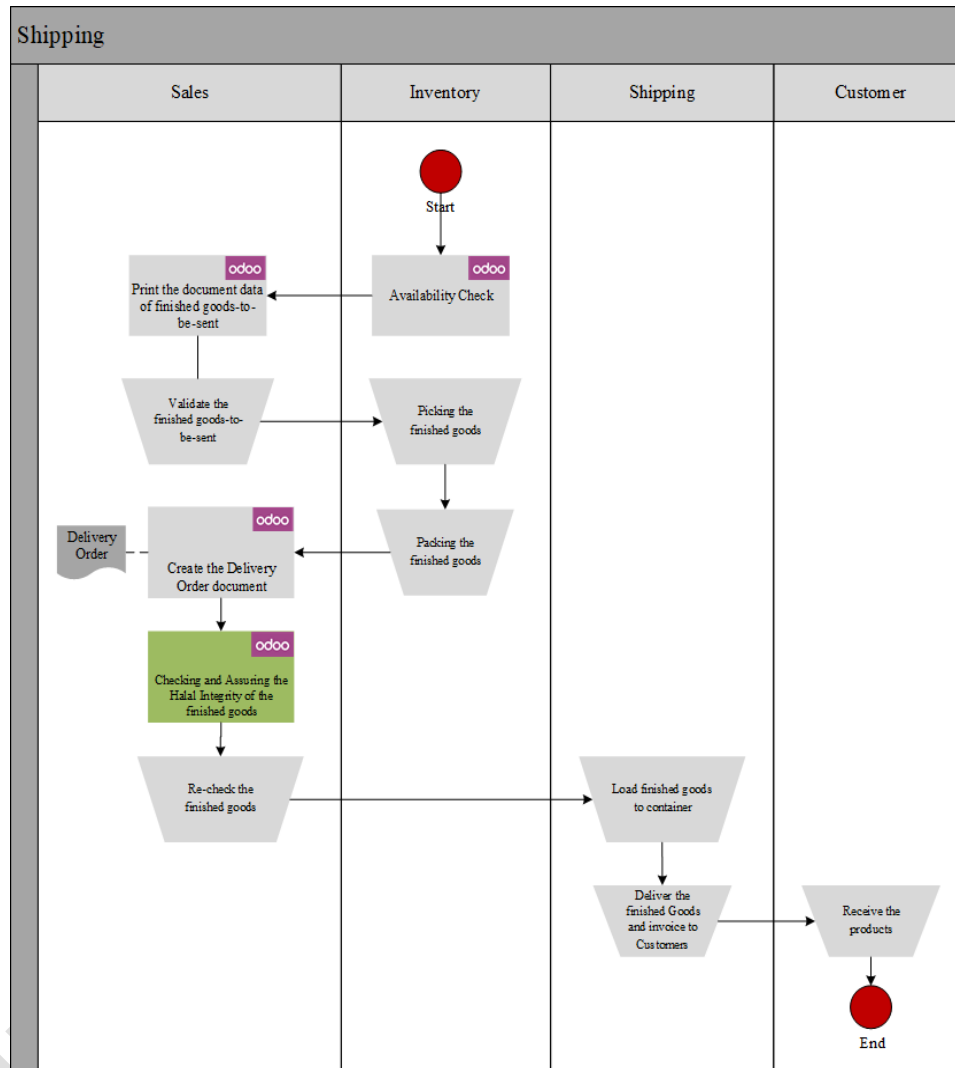 Shipping
Sales
Inventory
Shipping
Customer
Start
odoo
Print the document data
of finished goods-to-
be-sent
odoo
Availability Check
Validate the
finished goods-to-
be-sent
Picking the
finished goods
Delivery
Order
odoo
Create the Delivery
Order document
Packing the
finished goods
odoo
Checking and Assuring the
Halal Integrity of the
finished goods
Re-check the
finished goods
Load finished goods
to container
Deliver the
finished Goods
and invoice to
Customers
Receive the
products
End